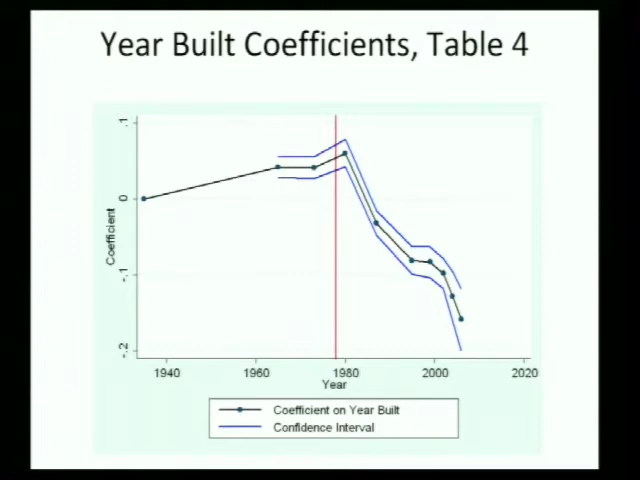 Year Built Coefficients, Table 4
.1
0
-.1
-.2
Coefficient
1940 1960 1980 2000 2020
Year
Coefficient on Year Built
Confidence Interval